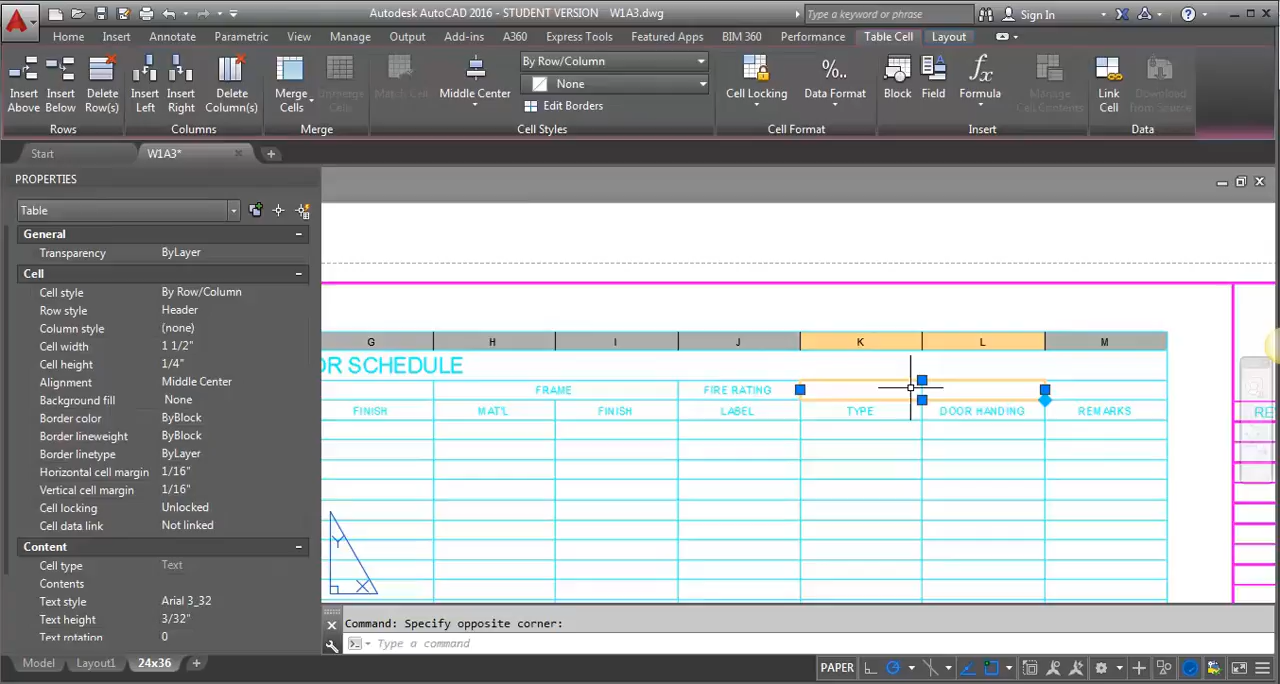 Autodesk AutoCAD 2016 - STUDENT VERSION W1A3.dwg
Type a keyword or phrase
Sign In
Home Insert Annotate Parametric View Manage Output Add-ins A360 Express Tools Featured Apps BIM 360 Performance Table Cell Layout
By Row/Column
None
Edit Borders
Insert Above
Insert Below
Delete Row(s)
Insert Left
Insert Right
Delete Column(s)
Merge Cells
Unmerge Cells
Match Cell
Middle Center
Cell Locking
Data Format
Block
Field
Formula
Manage Cell Contents
Link Cell
Download from Source
Rows Columns Merge Cell Styles Cell Format Insert Data
Start W1A3*
PROPERTIES
Table
General
Transparency ByLayer
Cell
Cell style By Row/Column
Row style Header
Column style (none)
Cell width 1 1/2"
Cell height 1/4"
Alignment Middle Center
Background fill None
Border color ByBlock
Border lineweight ByBlock
Border linetype ByLayer
Horizontal cell margin 1/16"
Vertical cell margin 1/16"
Cell locking Unlocked
Cell data link Not linked
Content
Cell type Text
Contents
Text style Arial 3_32
Text height 3/32"
Text rotation 0
G H I J K L M
OR SCHEDULE
FRAME FIRE RATING
FINISH MAT'L FINISH LABEL TYPE DOOR HANDING REMARKS
RE
Y
X
Command: Specify opposite corner:
Type a command
Model Layout1 24x36
PAPER